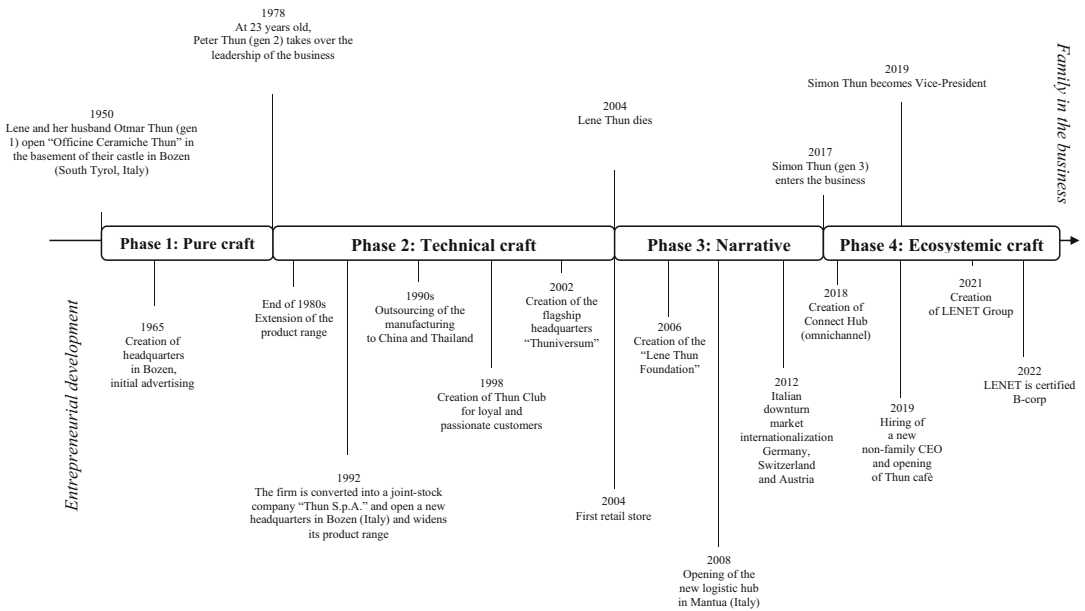 1978
At 23 years old,
Peter Thun (gen 2) takes over the
leadership of the business
1950
Lene and her husband Otmar Thun (gen
1) open “Officine Ceramiche Thun” in
the basement of their castle in Bozen
(South Tyrol, Italy)
2004
Lene Thun dies
2017
Simon Thun (gen 3)
enters the business
2019
Simon Thun becomes Vice-President
Family in the business
Phase 1: Pure craft
Phase 2: Technical craft
Phase 3: Narrative
Phase 4: Ecosystemic craft
Entrepreneurial development
1965
Creation of
headquarters
in Bozen,
initial advertising
End of 1980s
Extension of
the product range
1992
The firm is converted into a joint-stock
company “Thun S.p.A.” and open a new
headquarters in Bozen (Italy) and widens
its product range
1990s
Outsourcing of the
manufacturing
to China and Thailand
1998
Creation of Thun Club
for loyal and
passionate customers
2002
Creation of the
flagship
headquarters
“Thuniversum”
2004
First retail store
2006
Creation of the
“Lene Thun
Foundation”
2008
Opening of the
new logistic hub
in Mantua (Italy)
2012
Italian
downturn
market
internationalization
Germany,
Switzerland
and Austria
2018
Creation of
Connect Hub
(omnichannel)
2019
Hiring of
a new
non-family CEO
and opening
of Thun cafè
2021
Creation
of LENET Group
2022
LENET is certified
B-corp